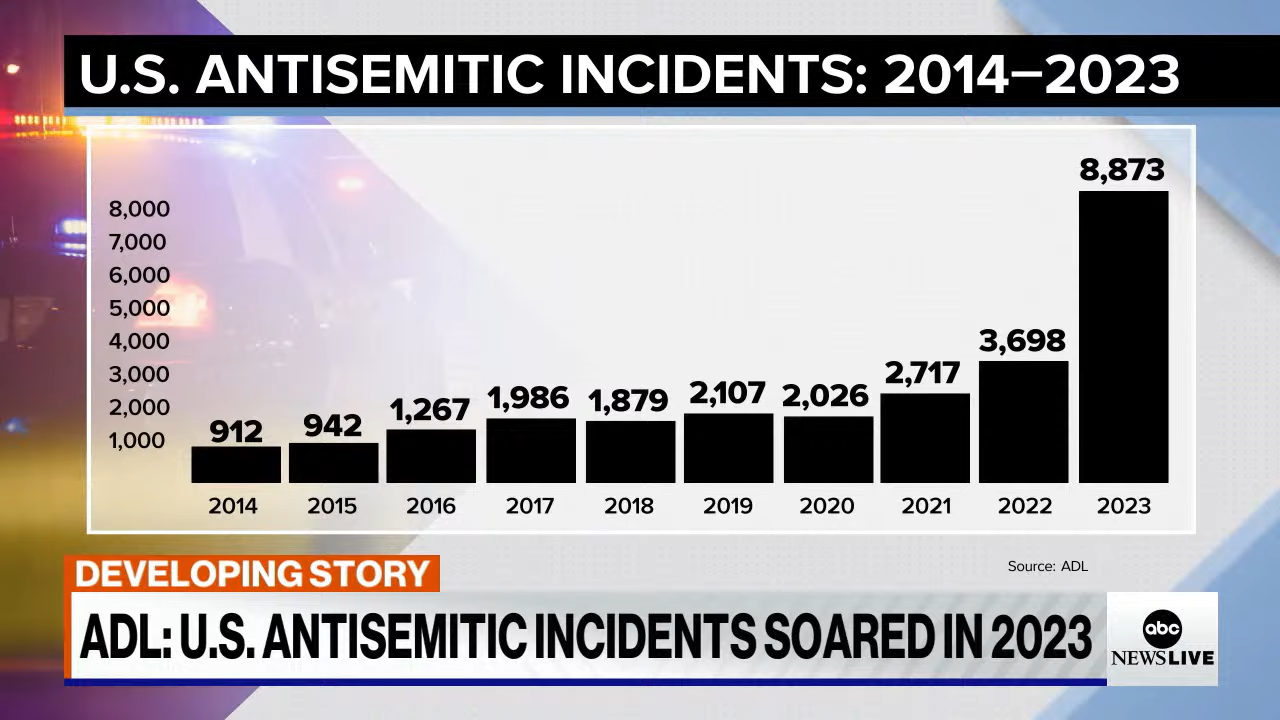 U.S. ANTISEMITIC INCIDENTS: 2014–2023
8,000
7,000
6,000
5,000
4,000
3,000
2,000
1,000
912
942
1,267
1,986
1,879
2,107
2,026
2,717
3,698
8,873
2014 2015 2016 2017 2018 2019 2020 2021 2022 2023
Source: ADL
DEVELOPING STORY
ADL: U.S. ANTISEMITIC INCIDENTS SOARED IN 2023
abc
NEWS LIVE